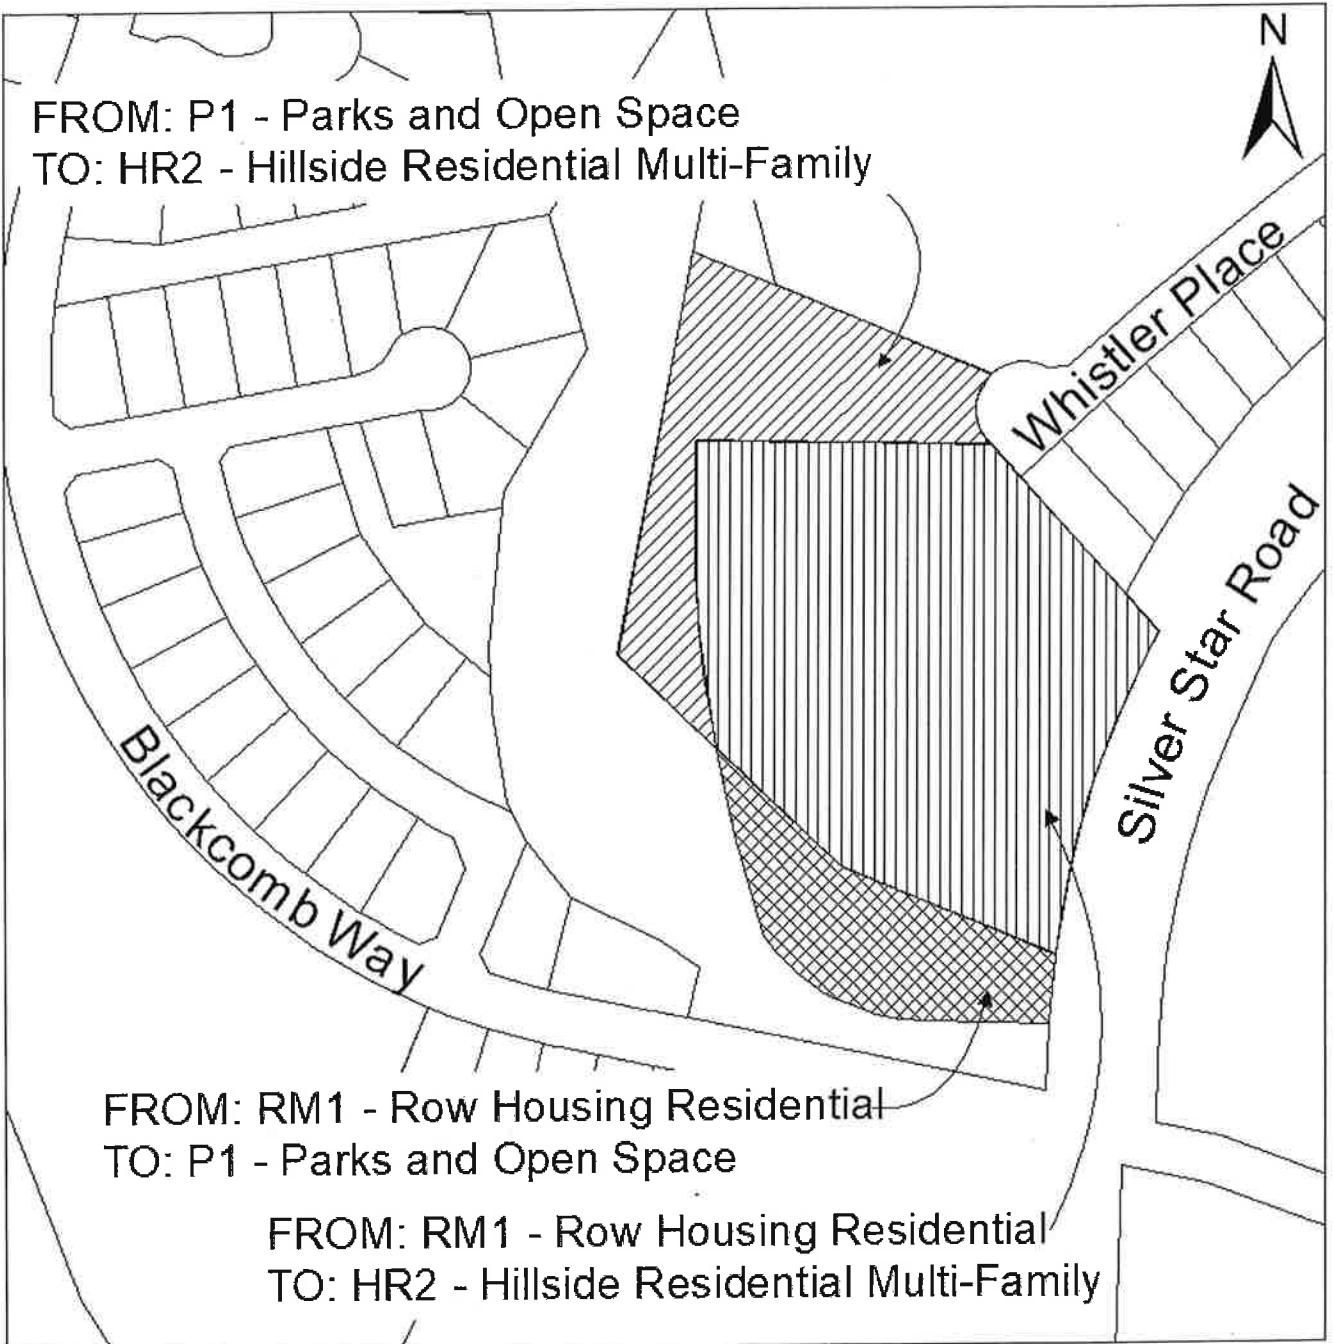 N
FROM: P1 - Parks and Open Space
TO: HR2 - Hillside Residential Multi-Family
Whistler Place
Silver Star Road
Blackcomb Way
FROM: RM1 - Row Housing Residential
TO: P1 - Parks and Open Space
FROM: RM1 - Row Housing Residential
TO: HR2 - Hillside Residential Multi-Family